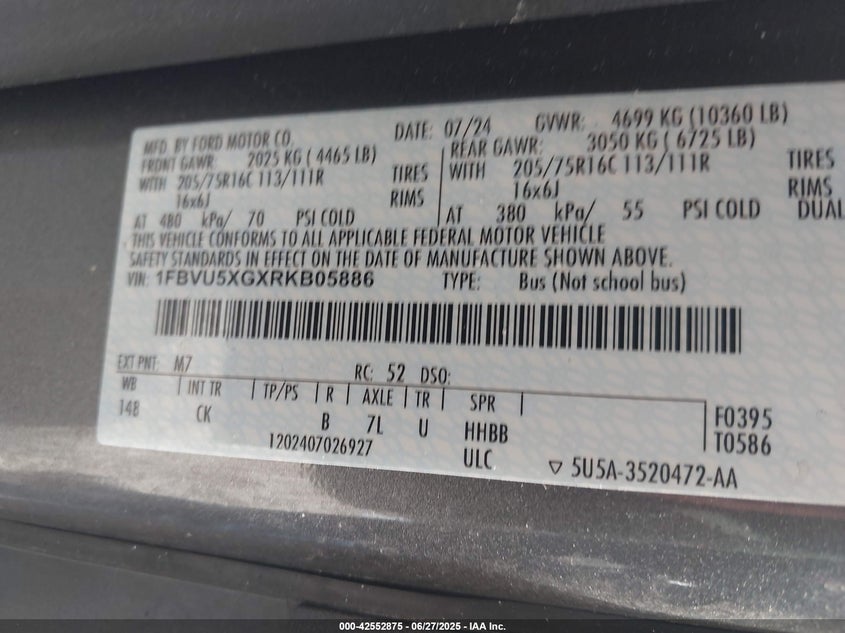 MFD. BY FORD MOTOR CO. DATE: 07/24 GVWR: 4699 KG (10360 LB)
FRONT GAWR: 2025 KG ( 4465 LB) REAR GAWR: 3050 KG ( 6725 LB)
WITH 205/75R16C 113/111R TIRES WITH 205/75R16C 113/111R TIRES
16x6J RIMS 16x6J RIMS
AT 480 kPa/ 70 PSI COLD AT 380 kPa/ 55 PSI COLD DUAL
THIS VEHICLE CONFORMS TO ALL APPLICABLE FEDERAL MOTOR VEHICLE
SAFETY STANDARDS IN EFFECT ON THE DATE OF MANUFACTURE SHOWN ABOVE.
VIN: 1FBVU5XGXRKB05886 TYPE: Bus (Not school bus)
EXT PNT: M7 RC: 52 DSO:
WB INT TR TP/PS R AXLE TR SPR
148 CK B 7L U HHBB F0395
1202407026927 ULC T0586
▽ 5U5A-3520472-AA
000-42552875 - 06/27/2025 - IAA Inc.